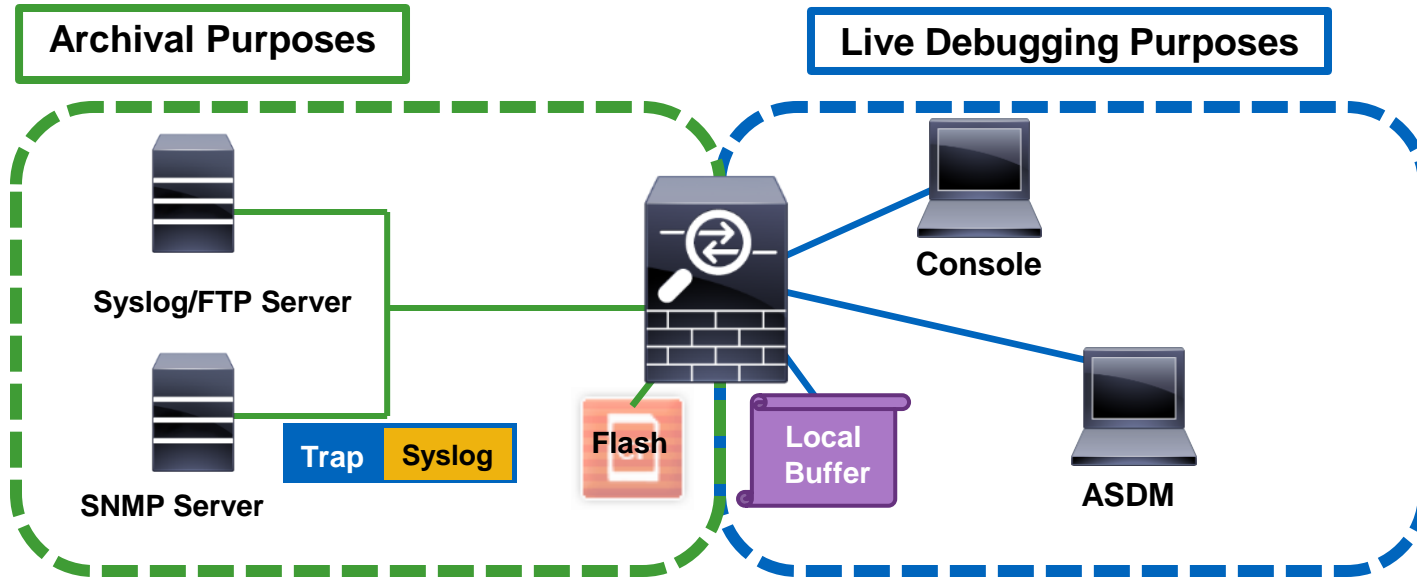 Archival Purposes
Live Debugging Purposes
Syslog/FTP Server
Console
Trap
Syslog
Flash
Local
Buffer
SNMP Server
ASDM